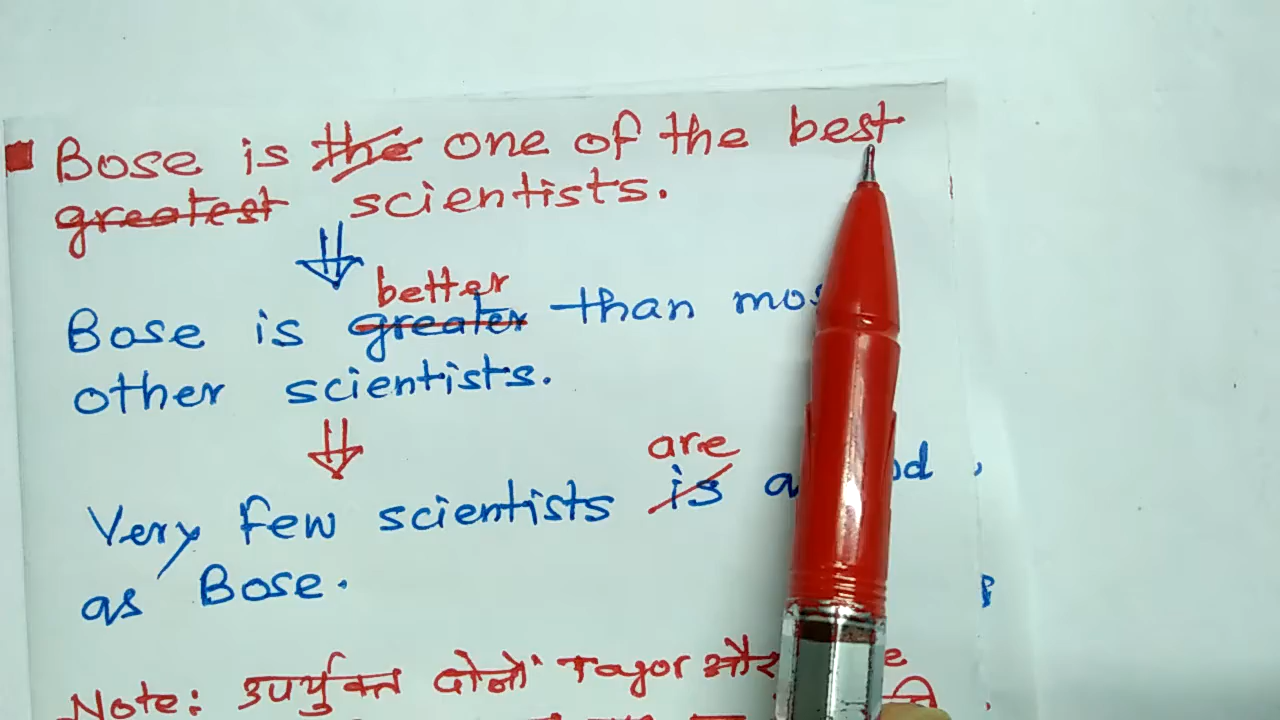 Bose is the one of the best
greatest scientists.
better
Bose is greater than mos
other scientists.
are
Very few scientists is a
as Bose.
Note: उपर्युक्त दोनों Tayor और